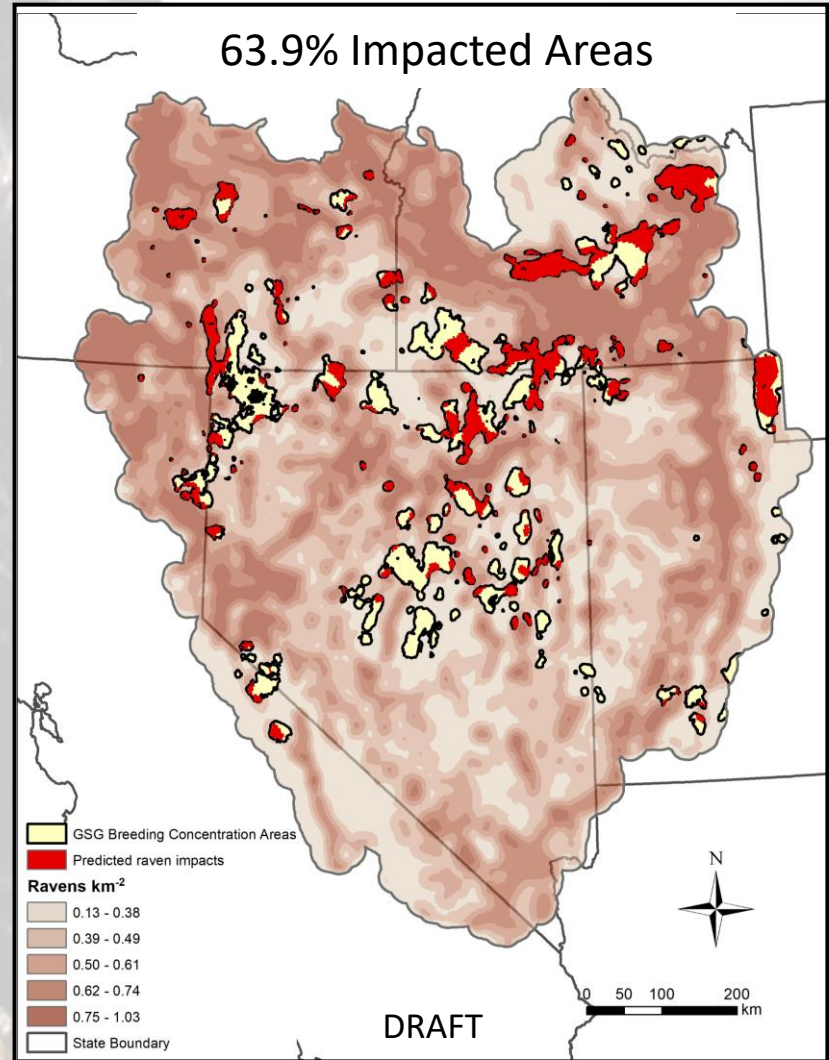 63.9% Impacted Areas
GSG Breeding Concentration Areas
Predicted raven impacts
Ravens km⁻²
0.13 - 0.38
0.39 - 0.49
0.50 - 0.61
0.62 - 0.74
0.75 - 1.03
State Boundary
DRAFT
N
0 50 100 200
km